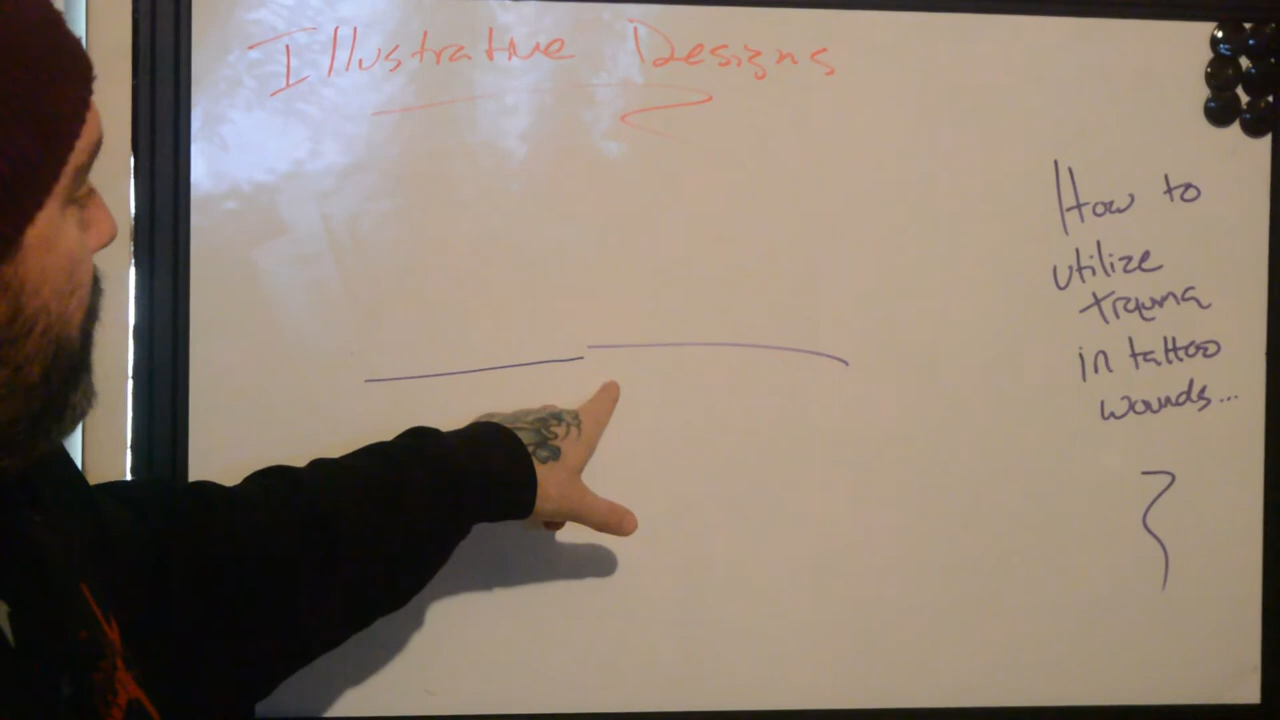 Illustrative Designs
How to
utilize
trauma
in tattoo
wounds...